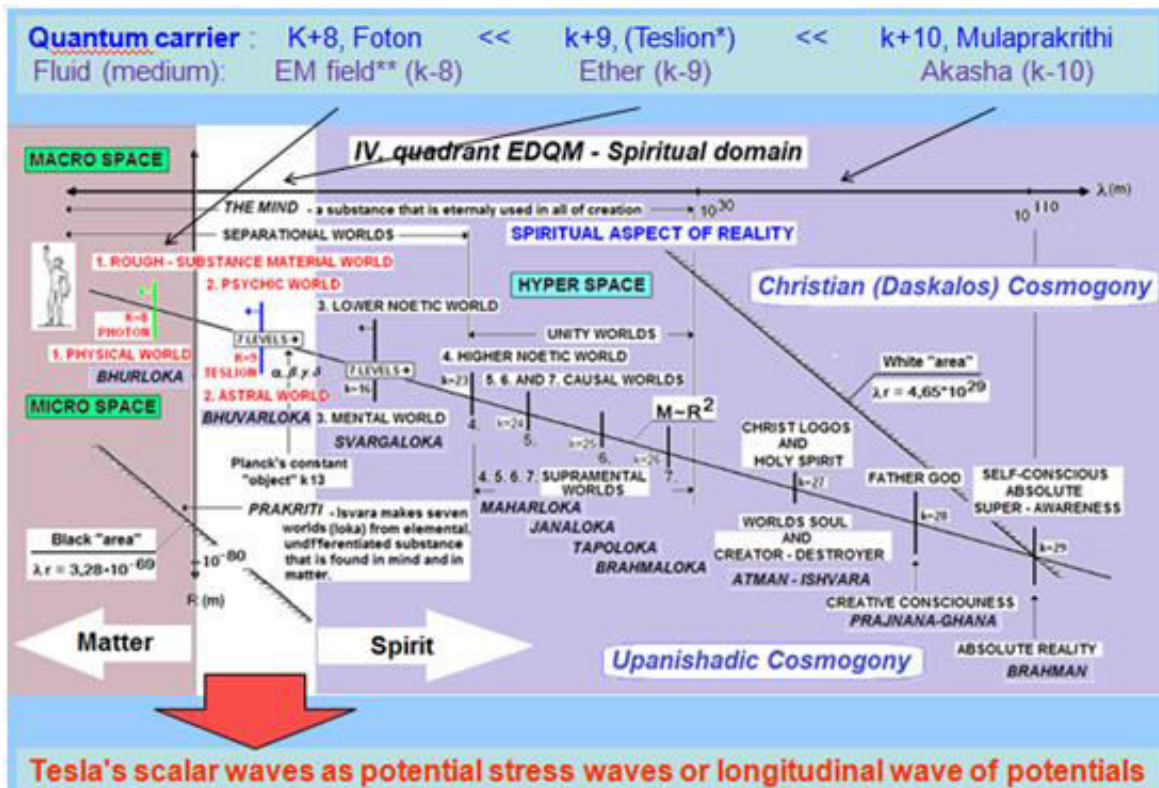 Quantum carrier : K+8, Foton << k+9, (Teslion*) << k+10, Mulaprakrithi
Fluid (medium): EM field** (k-8) Ether (k-9) Akasha (k-10)
MACRO SPACE
IV. quadrant EDQM - Spiritual domain
λ (m)
THE MIND - a substance that is eternaly used in all of creation
10^30
10^110
SEPARATIONAL WORLDS
SPIRITUAL ASPECT OF REALITY
1. ROUGH - SUBSTANCE MATERIAL WORLD
2. PSYCHIC WORLD
HYPER SPACE
Christian (Daskalos) Cosmogony
3. LOWER NOETIC WORLD
K=8
PHOTON
7 LEVELS →
UNITY WORLDS
1. PHYSICAL WORLD
BHURLOKA
K=9
TESLION
α, β, γ, δ
7 LEVELS →
k=16
4. HIGHER NOETIC WORLD
5. 6. AND 7. CAUSAL WORLDS
White "area"
λ r = 4,65*10^29
MICRO SPACE
2. ASTRAL WORLD
BHUVARLOKA
3. MENTAL WORLD
SVARGALOKA
k=23
4.
k=24
5.
k=25
6.
k=26
7.
M~R^2
CHRIST LOGOS
AND
HOLY SPIRIT
k=27
FATHER GOD
k=28
SELF-CONSCIOUS
ABSOLUTE
SUPER - AWARENESS
k=29
Planck's constant
"object" k13
4. 5. 6. 7. SUPRAMENTAL
WORLDS
MAHARLOKA
JANALOKA
TAPOLOKA
BRAHMALOKA
WORLDS SOUL
AND
CREATOR - DESTROYER
ATMAN - ISHVARA
PRAKRITI - Isvara makes seven
worlds (loka) from elemental,
undifferentiated substance
that is found in mind and in
matter.
Black "area"
λ r = 3,28*10^-69
10^-80
R (m)
CREATIVE CONSCIOUNESS
PRAJNANA-GHANA
Matter
Spirit
Upanishadic Cosmogony
ABSOLUTE REALITY
BRAHMAN
Tesla's scalar waves as potential stress waves or longitudinal wave of potentials